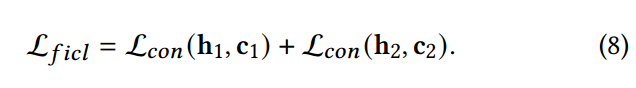 ℒ_{ficl} = ℒ_{con}(𝐡₁, 𝐜₁) + ℒ_{con}(𝐡₂, 𝐜₂). (8)